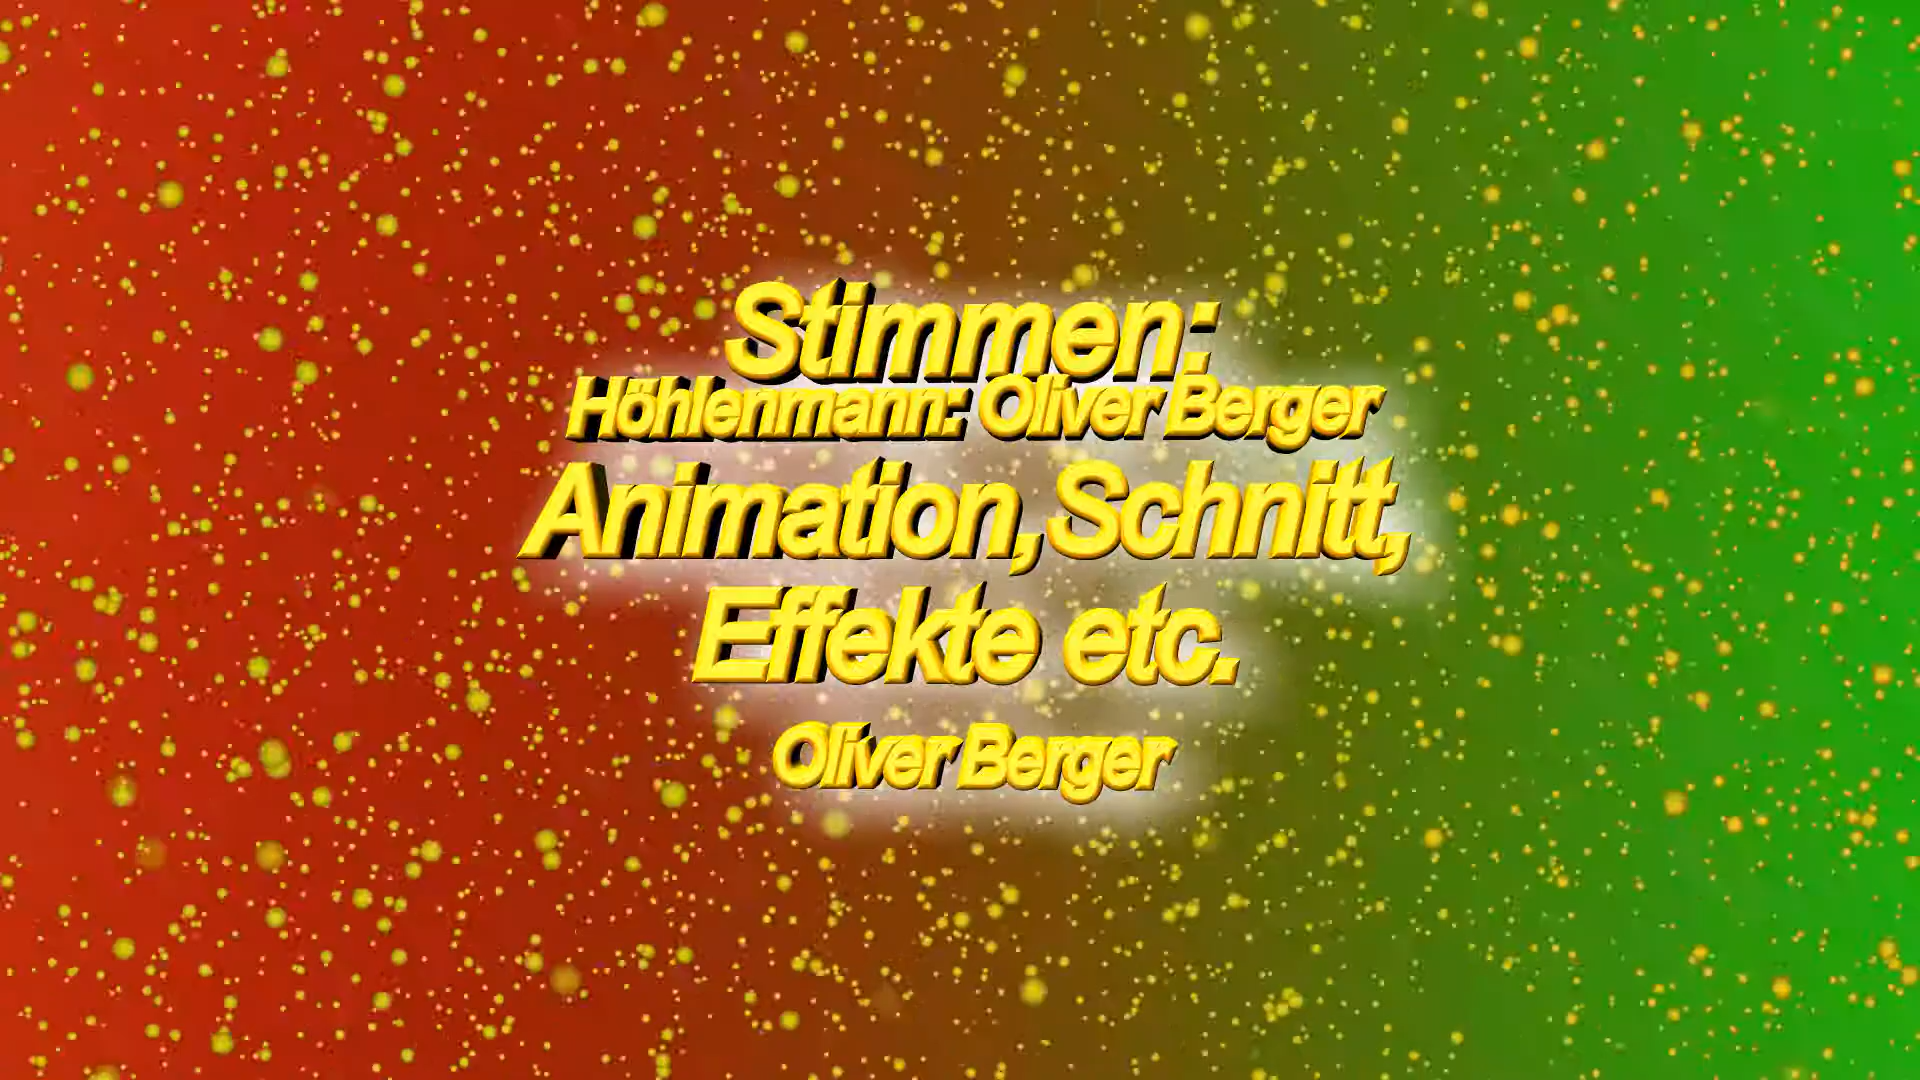 Stimmen:
Höhlenmann: Oliver Berger
Animation, Schnitt,
Effekte etc.
Oliver Berger